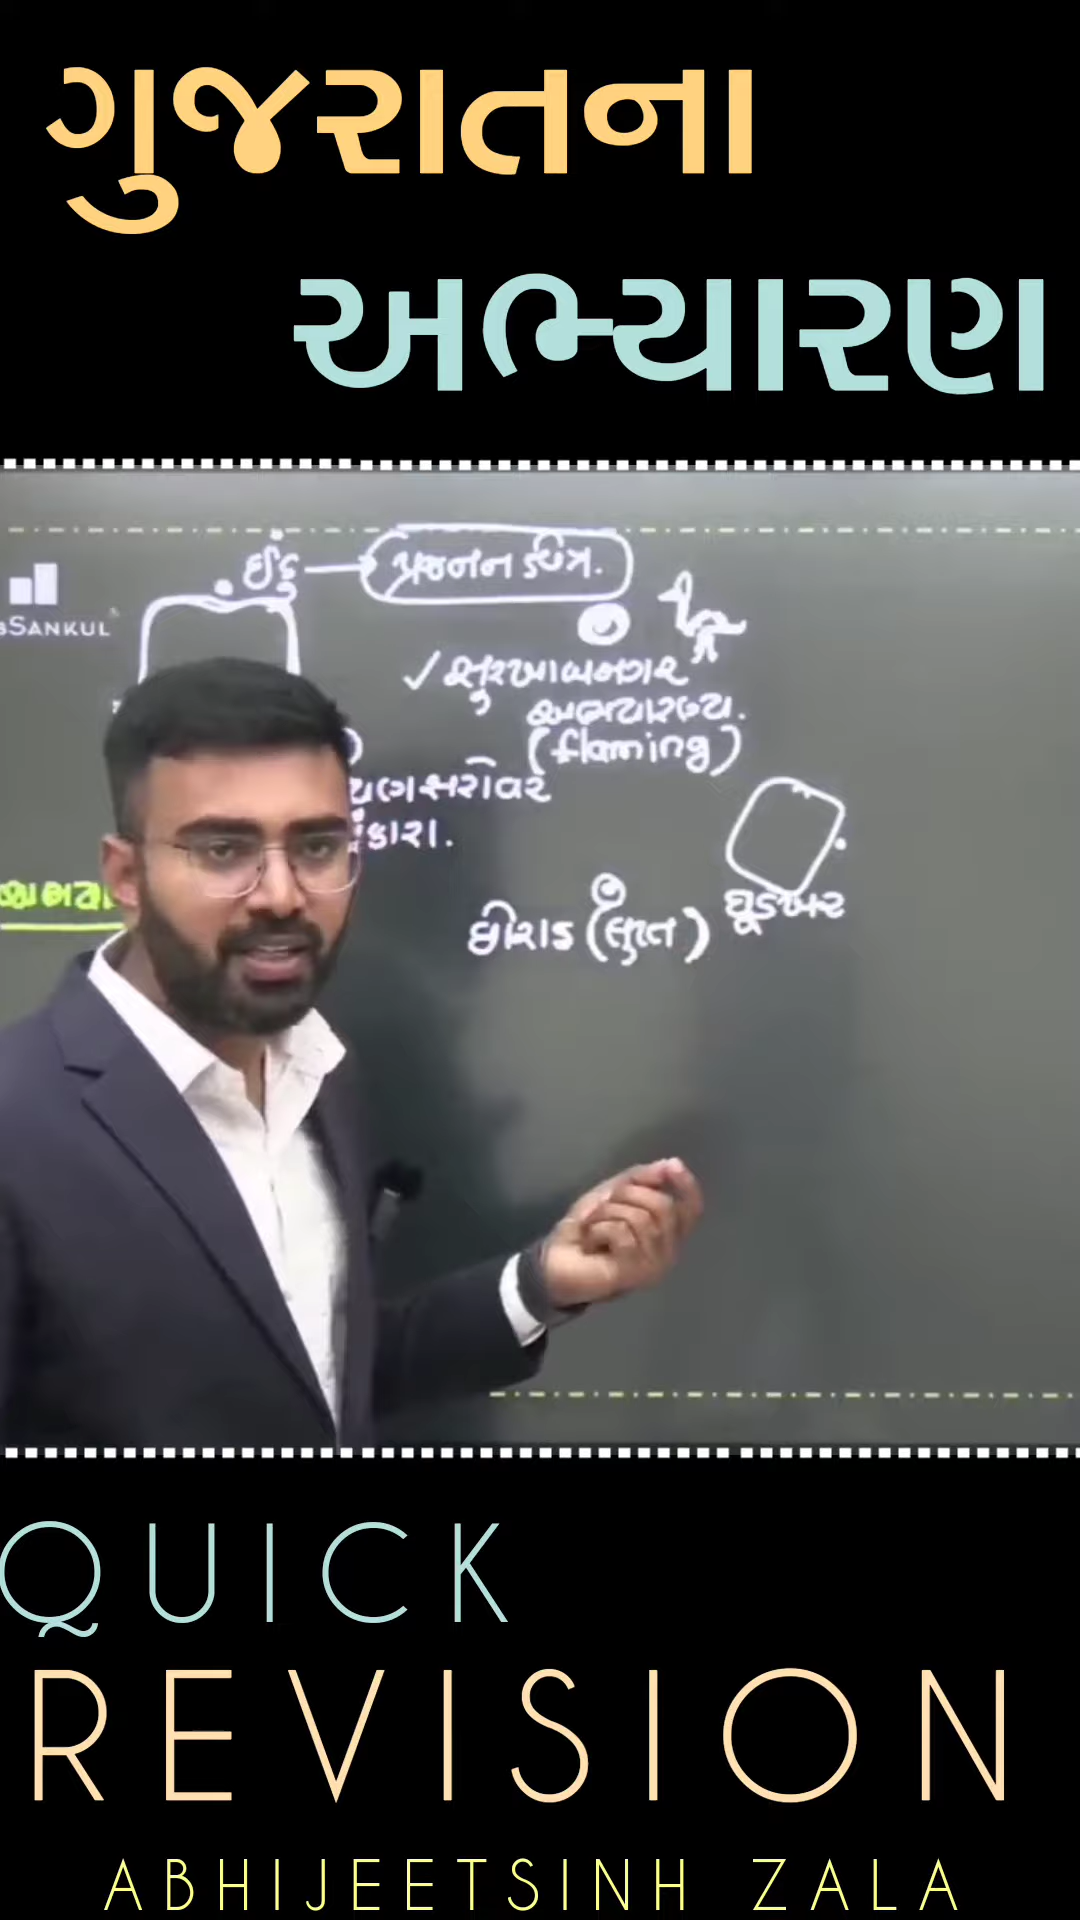 ગુજરાતના
અભ્યારણ
ઈંડુ
પ્રજનન ક્ષેત્ર.
SANKUL
✓ સુરખાબનગર
અભયારણ્ય.
(flaming)
સરોવર
ઘૂડખર
QUICK
REVISION
ABHIJEETSINH ZALA